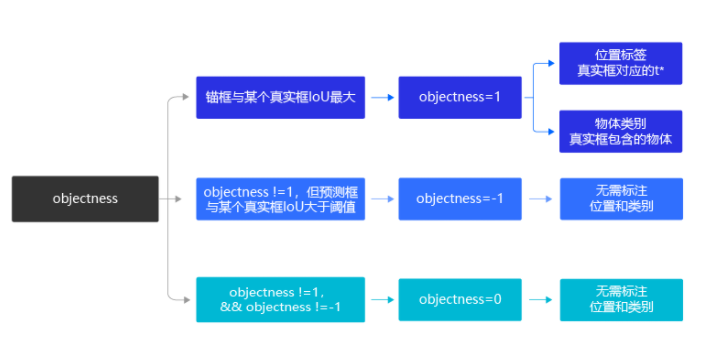 objectness
锚框与某个真实框IoU最大
objectness=1
位置标签
真实框对应的t*
物体类别
真实框包含的物体
objectness !=1，但预测框
与某个真实框IoU大于阈值
objectness=-1
无需标注
位置和类别
objectness !=1，
&& objectness !=-1
objectness=0
无需标注
位置和类别